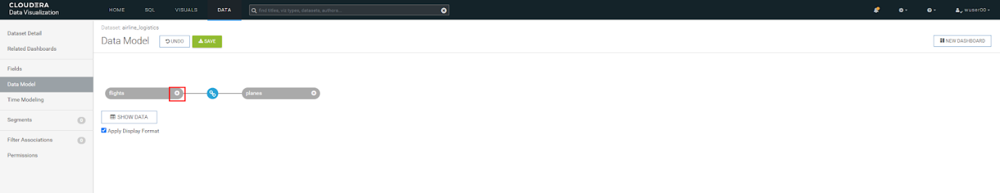 CLOUDERA
Data Visualization
HOME SQL VISUALS DATA find titles, viz types, datasets, authors... wuser00
Dataset Detail
Related Dashboards
Fields
Data Model
Time Modeling
Segments 0
Filter Associations 0
Permissions
Dataset: airline_logistics
Data Model UNDO SAVE NEW DASHBOARD
flights planes
SHOW DATA
Apply Display Format